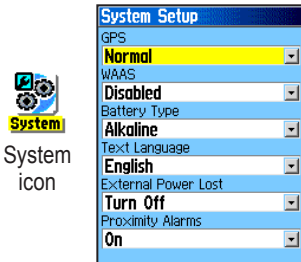 System Setup
GPS
Normal
WAAS
Disabled
Battery Type
Alkaline
Text Language
English
External Power Lost
Turn Off
Proximity Alarms
On
System
System
icon